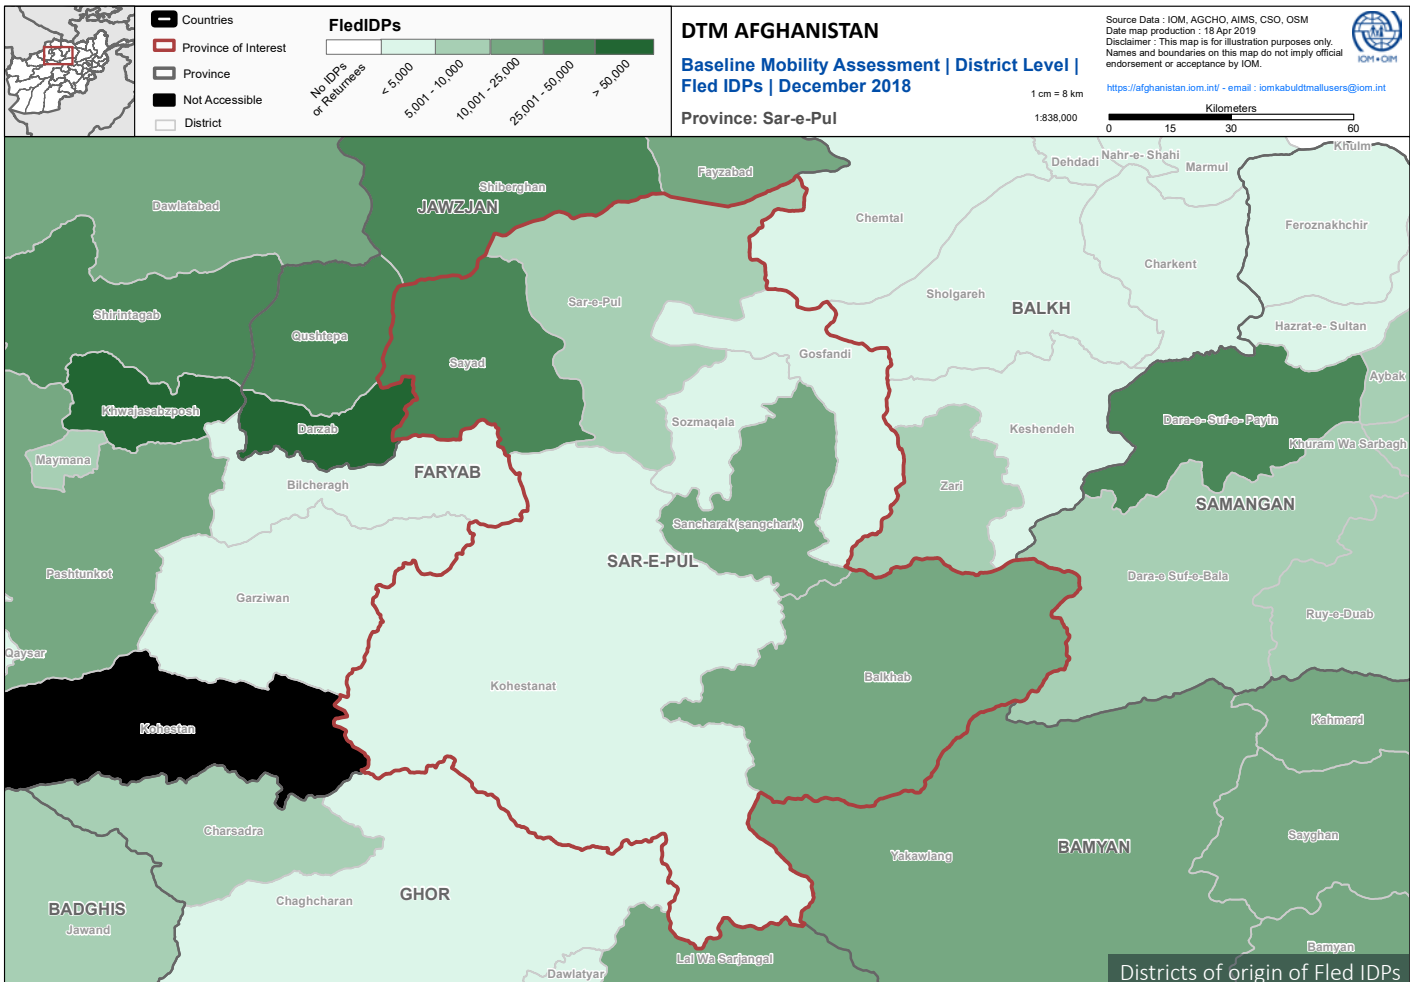 Countries
Province of Interest
Province
Not Accessible
District
FledIDPs
No IDPs
or Returnees
< 5,000
5,001 - 10,000
10,001 - 25,000
25,001 - 50,000
> 50,000
DTM AFGHANISTAN
Baseline Mobility Assessment | District Level |
Fled IDPs | December 2018
Province: Sar-e-Pul
1 cm = 8 km
1:838,000
Source Data : IOM, AGCHO, AIMS, CSO, OSM
Date map production : 18 Apr 2019
Disclaimer : This map is for illustration purposes only.
Names and boundaries on this map do not imply official
endorsement or acceptance by IOM.
https://afghanistan.iom.int/ - email : iomkabuldtmallusers@iom.int
Kilometers
0 15 30 60
IOM•OIM
Khulm
Nahr-e- Shahi
Dehdadi
Marmul
Fayzabad
Shiberghan
JAWZJAN
Dawlatabad
Chemtal
Feroznakhchir
Charkent
Sholgareh
Sar-e-Pul
BALKH
Shirintagab
Hazrat-e- Sultan
Qushtepa
Gosfandi
Sayad
Aybak
Khwajasabzposh
Dara-e- Suf-e- Payin
Sozmaqala
Darzab
Keshendeh
Khuram Wa Sarbagh
Maymana
FARYAB
Bilcheragh
Zari
SAMANGAN
Sancharak(sangchark)
SAR-E-PUL
Pashtunkot
Dara-e Suf-e-Bala
Garziwan
Ruy-e-Duab
Qaysar
Balkhab
Kohestanat
Kahmard
Kohestan
Charsadra
Sayghan
BAMYAN
Yakawlang
GHOR
Chaghcharan
BADGHIS
Jawand
Bamyan
Lal Wa Sarjangal
Dawlatyar
Districts of origin of Fled IDPs